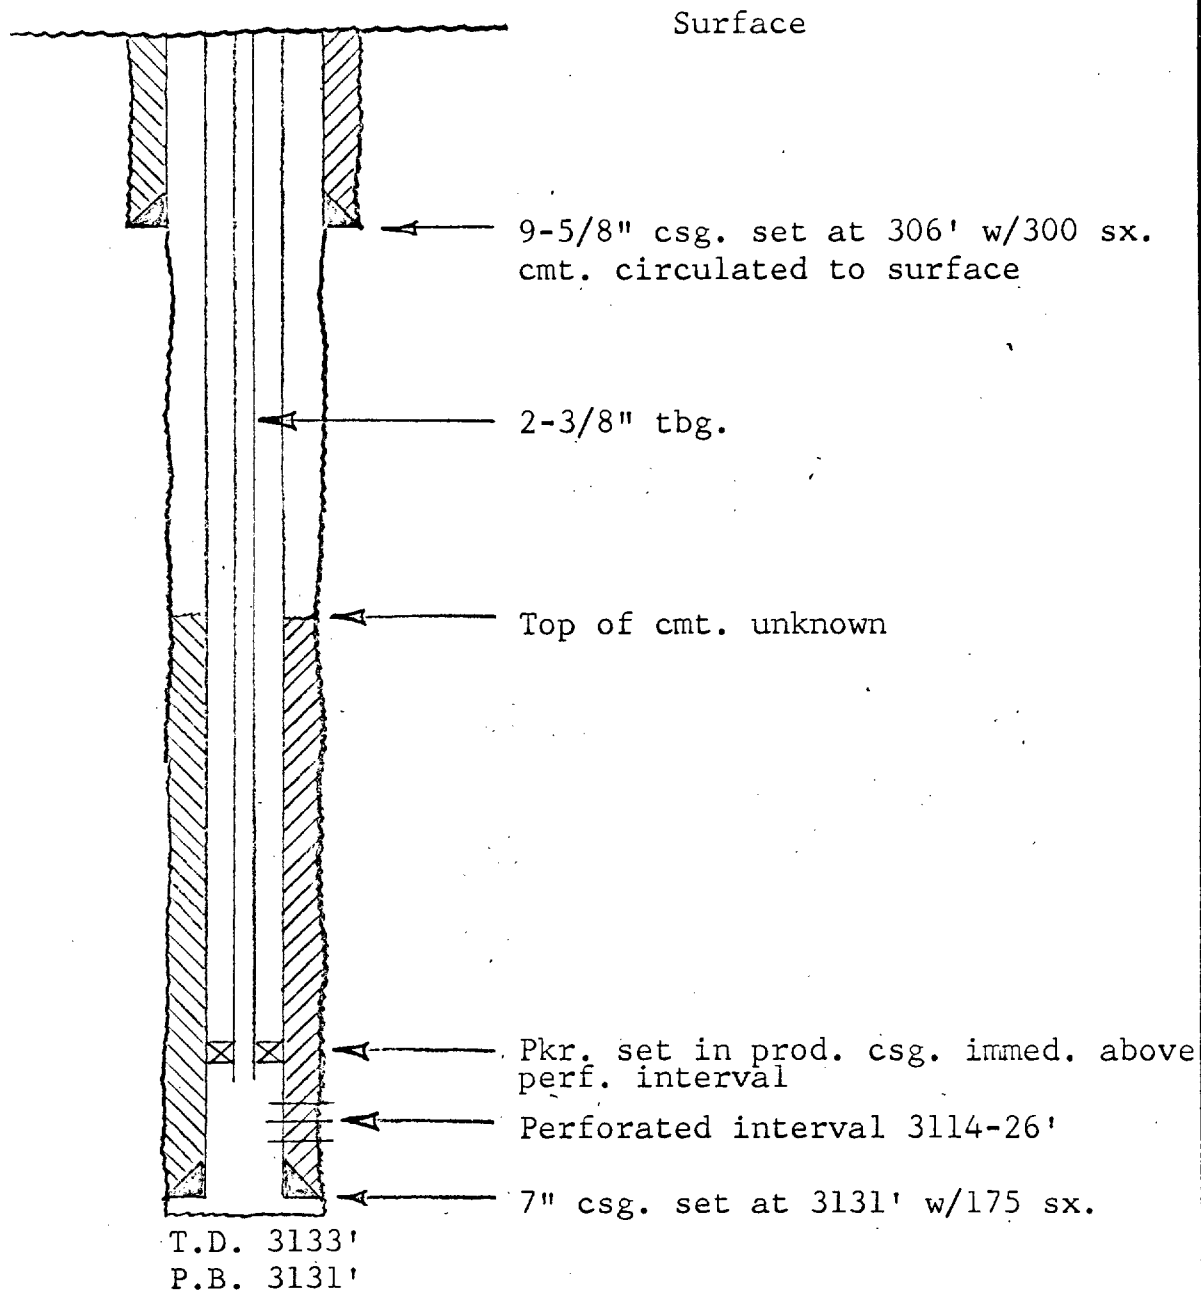 Surface
9-5/8" csg. set at 306' w/300 sx.
cmt. circulated to surface
2-3/8" tbg.
Top of cmt. unknown
Pkr. set in prod. csg. immed. above
perf. interval
Perforated interval 3114-26'
7" csg. set at 3131' w/175 sx.
T.D. 3133'
P.B. 3131'